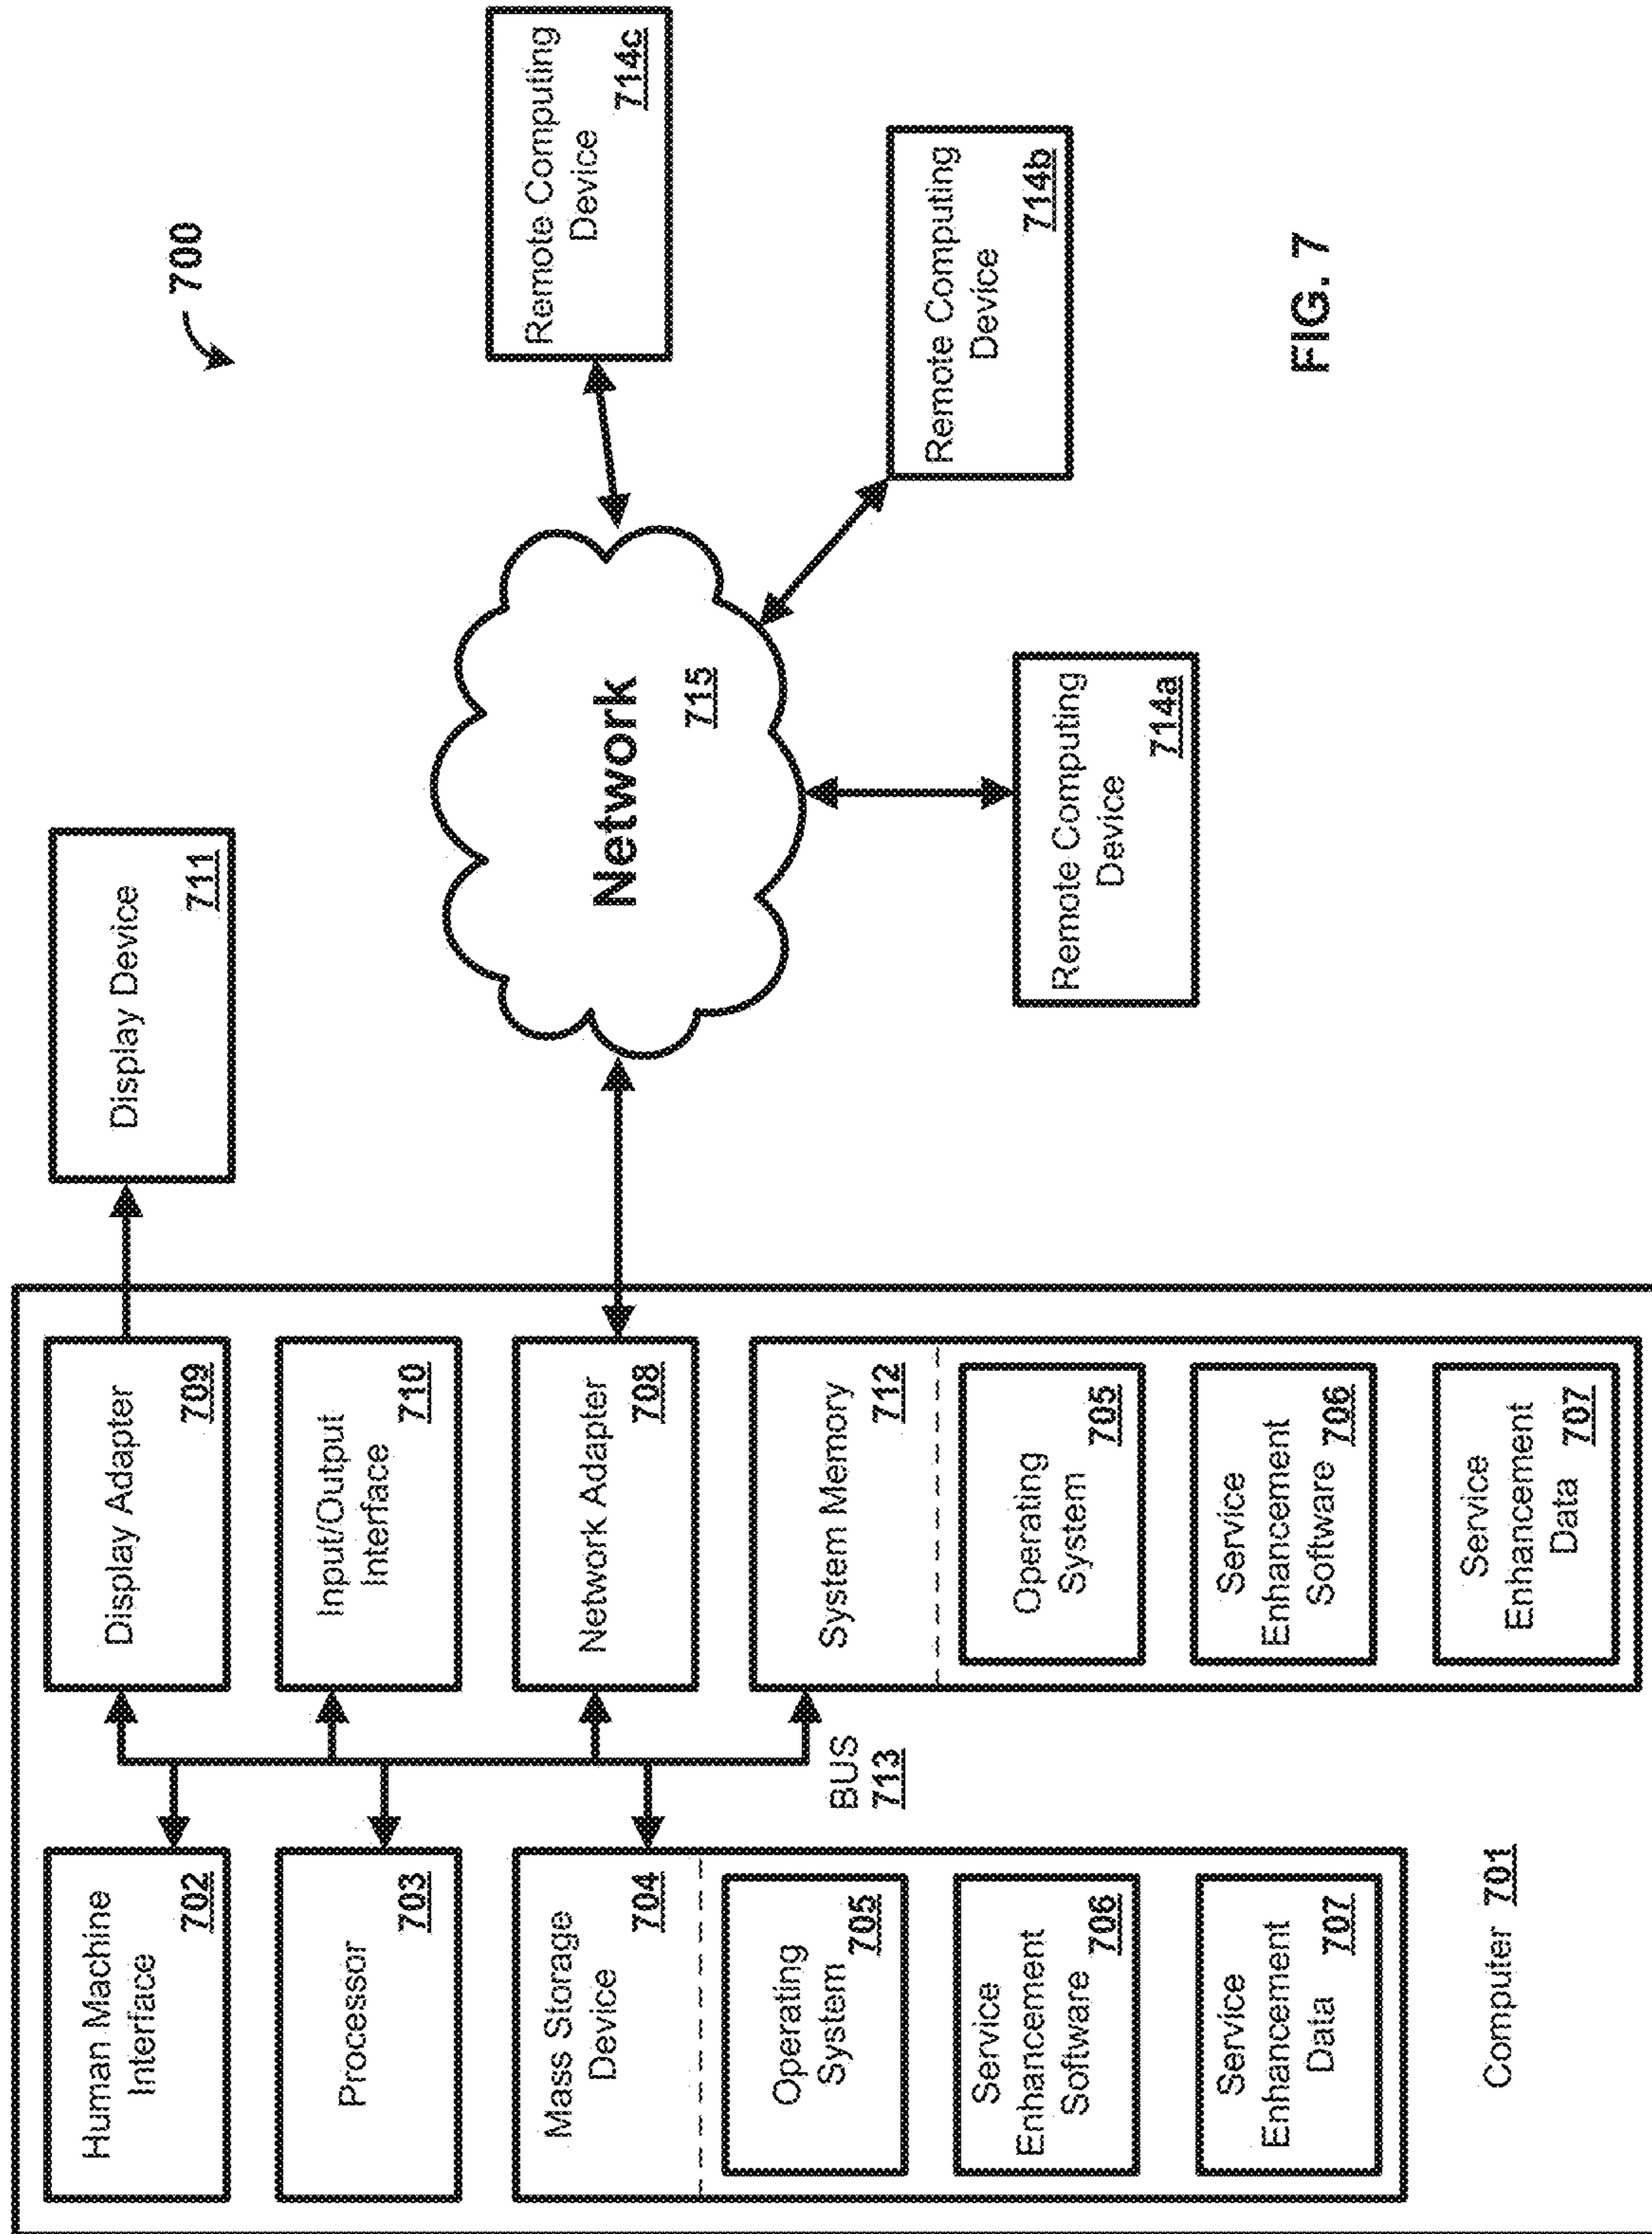 700
Human Machine
Interface
702
Processor
703
Mass Storage
Device
704
Operating
System
705
Service
Enhancement
Software
706
Service
Enhancement
Data
707
Computer 701
BUS
713
Display Adapter
709
Input/Output
Interface
710
Network Adapter
708
System Memory
712
Operating
System
705
Service
Enhancement
Software
706
Service
Enhancement
Data
707
Display Device
711
Network
715
Remote Computing
Device
714a
Remote Computing
Device
714b
Remote Computing
Device
714c
FIG. 7